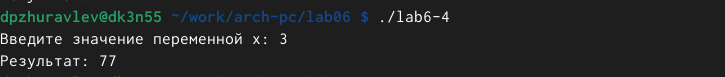 dpzhuravlev@dk3n55 ~/work/arch-pc/lab06 $ ./lab6-4
Введите значение переменной x: 3
Результат: 77